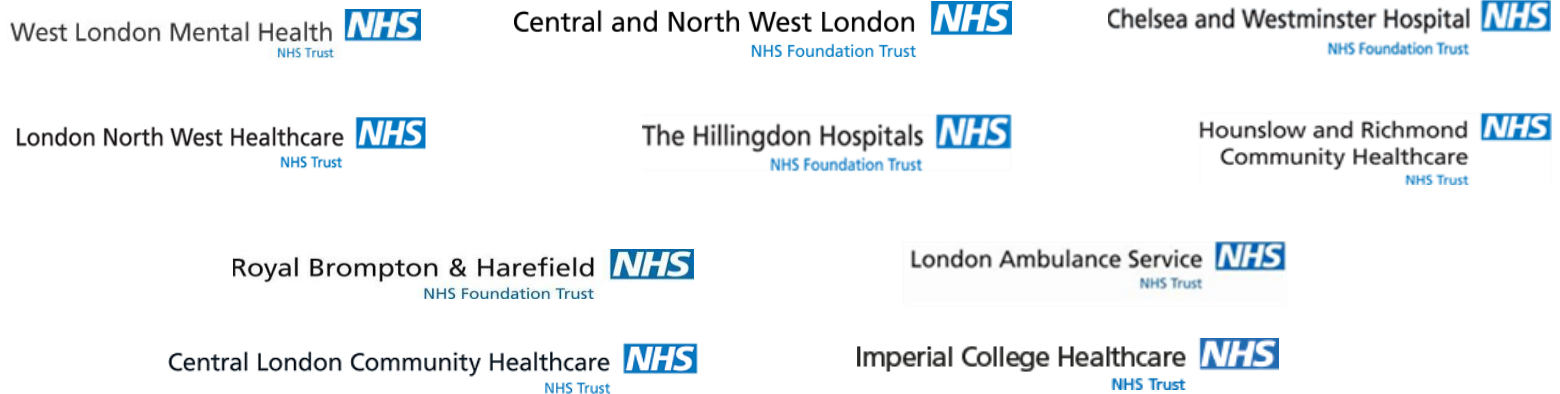 West London Mental Health NHS
NHS Trust
Central and North West London NHS
NHS Foundation Trust
Chelsea and Westminster Hospital NHS
NHS Foundation Trust
London North West Healthcare NHS
NHS Trust
The Hillingdon Hospitals NHS
NHS Foundation Trust
Hounslow and Richmond NHS
Community Healthcare
NHS Trust
Royal Brompton & Harefield NHS
NHS Foundation Trust
London Ambulance Service NHS
NHS Trust
Central London Community Healthcare NHS
NHS Trust
Imperial College Healthcare NHS
NHS Trust